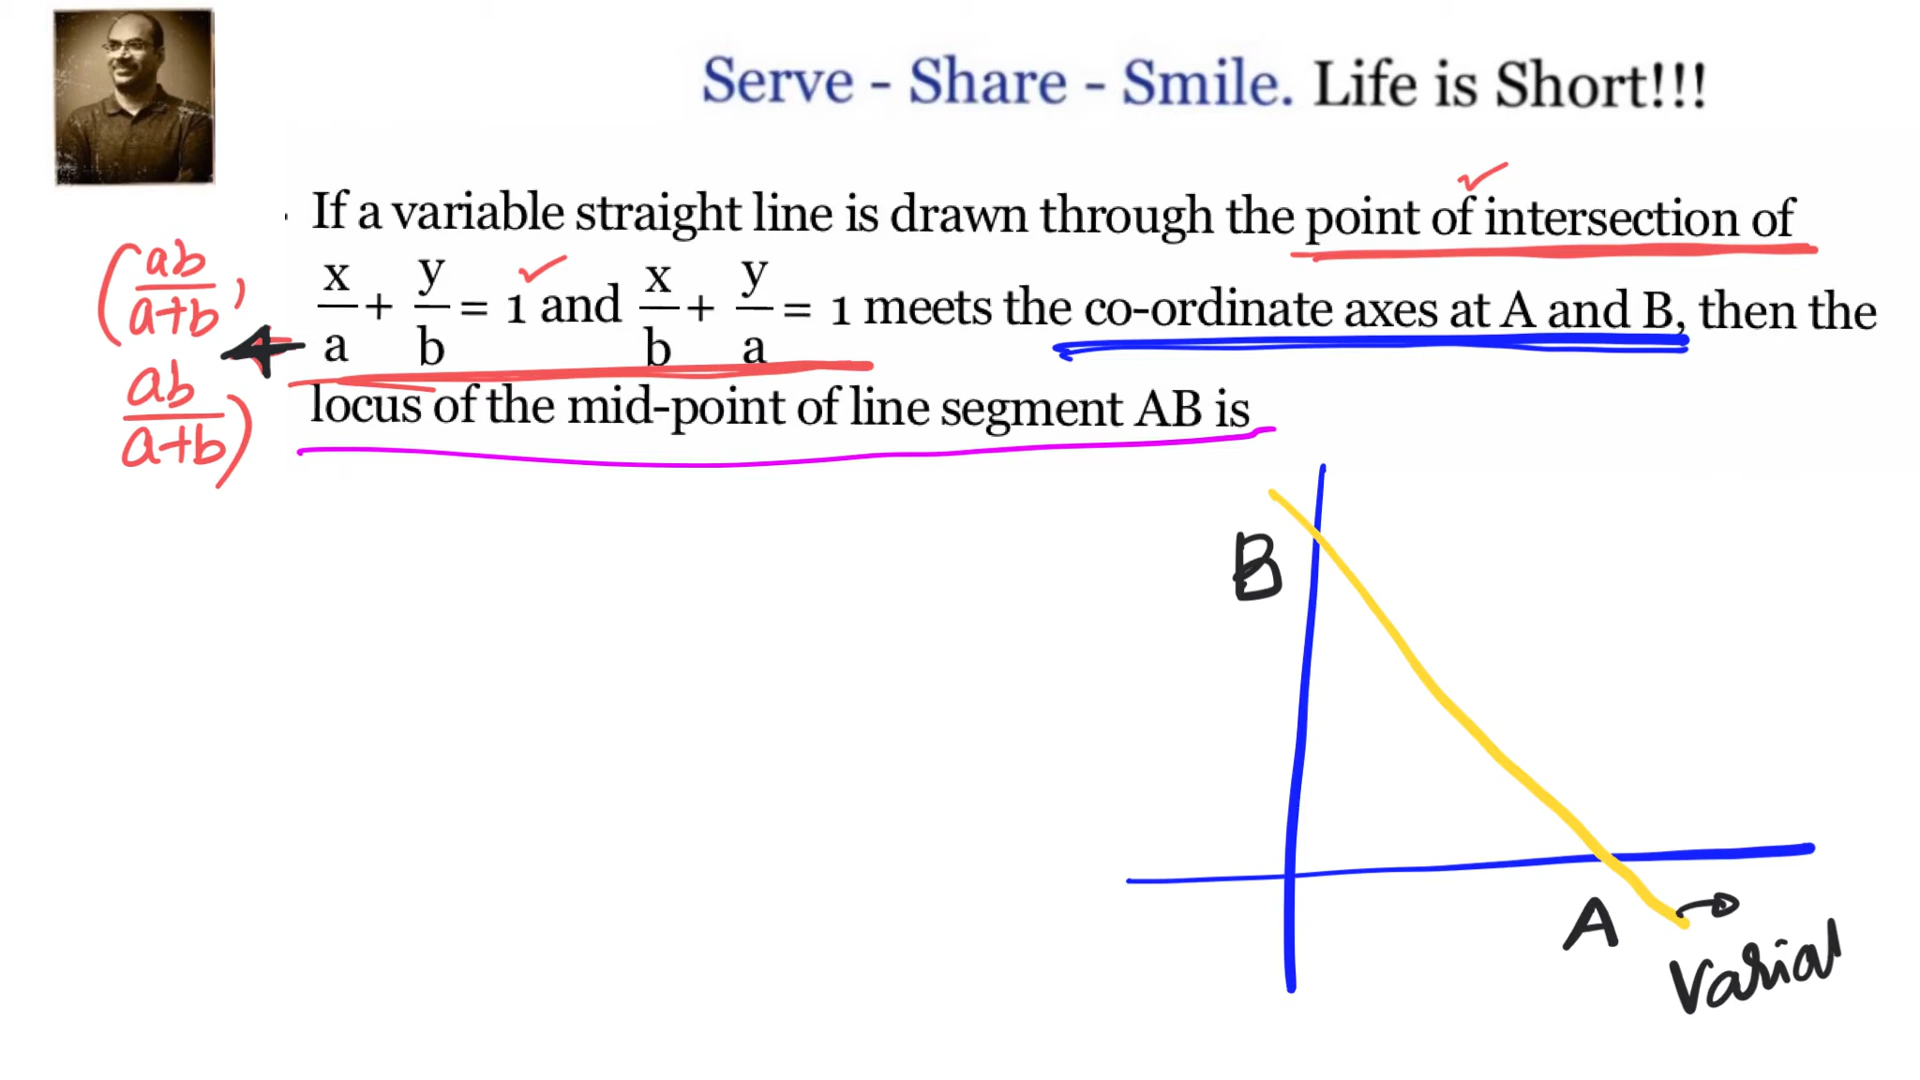 Serve - Share - Smile. Life is Short!!!
If a variable straight line is drawn through the point of intersection of
x/a + y/b = 1 and x/b + y/a = 1 meets the co-ordinate axes at A and B, then the
locus of the mid-point of line segment AB is
(ab/a+b,
ab/a+b)
B
A
Varial